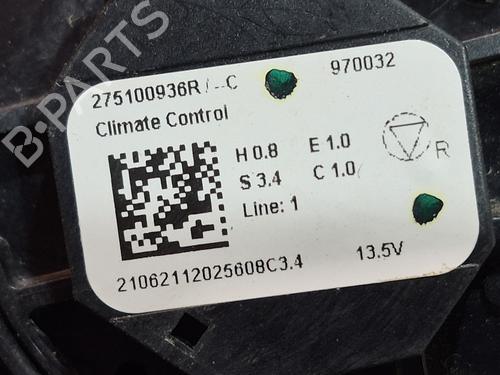 B-PARTS
275100936R/--C
970032
Climate Control
H 0.8 E 1.0
S 3.4 C 1.0
R
Line: 1
21062112025608C3.4
13.5V